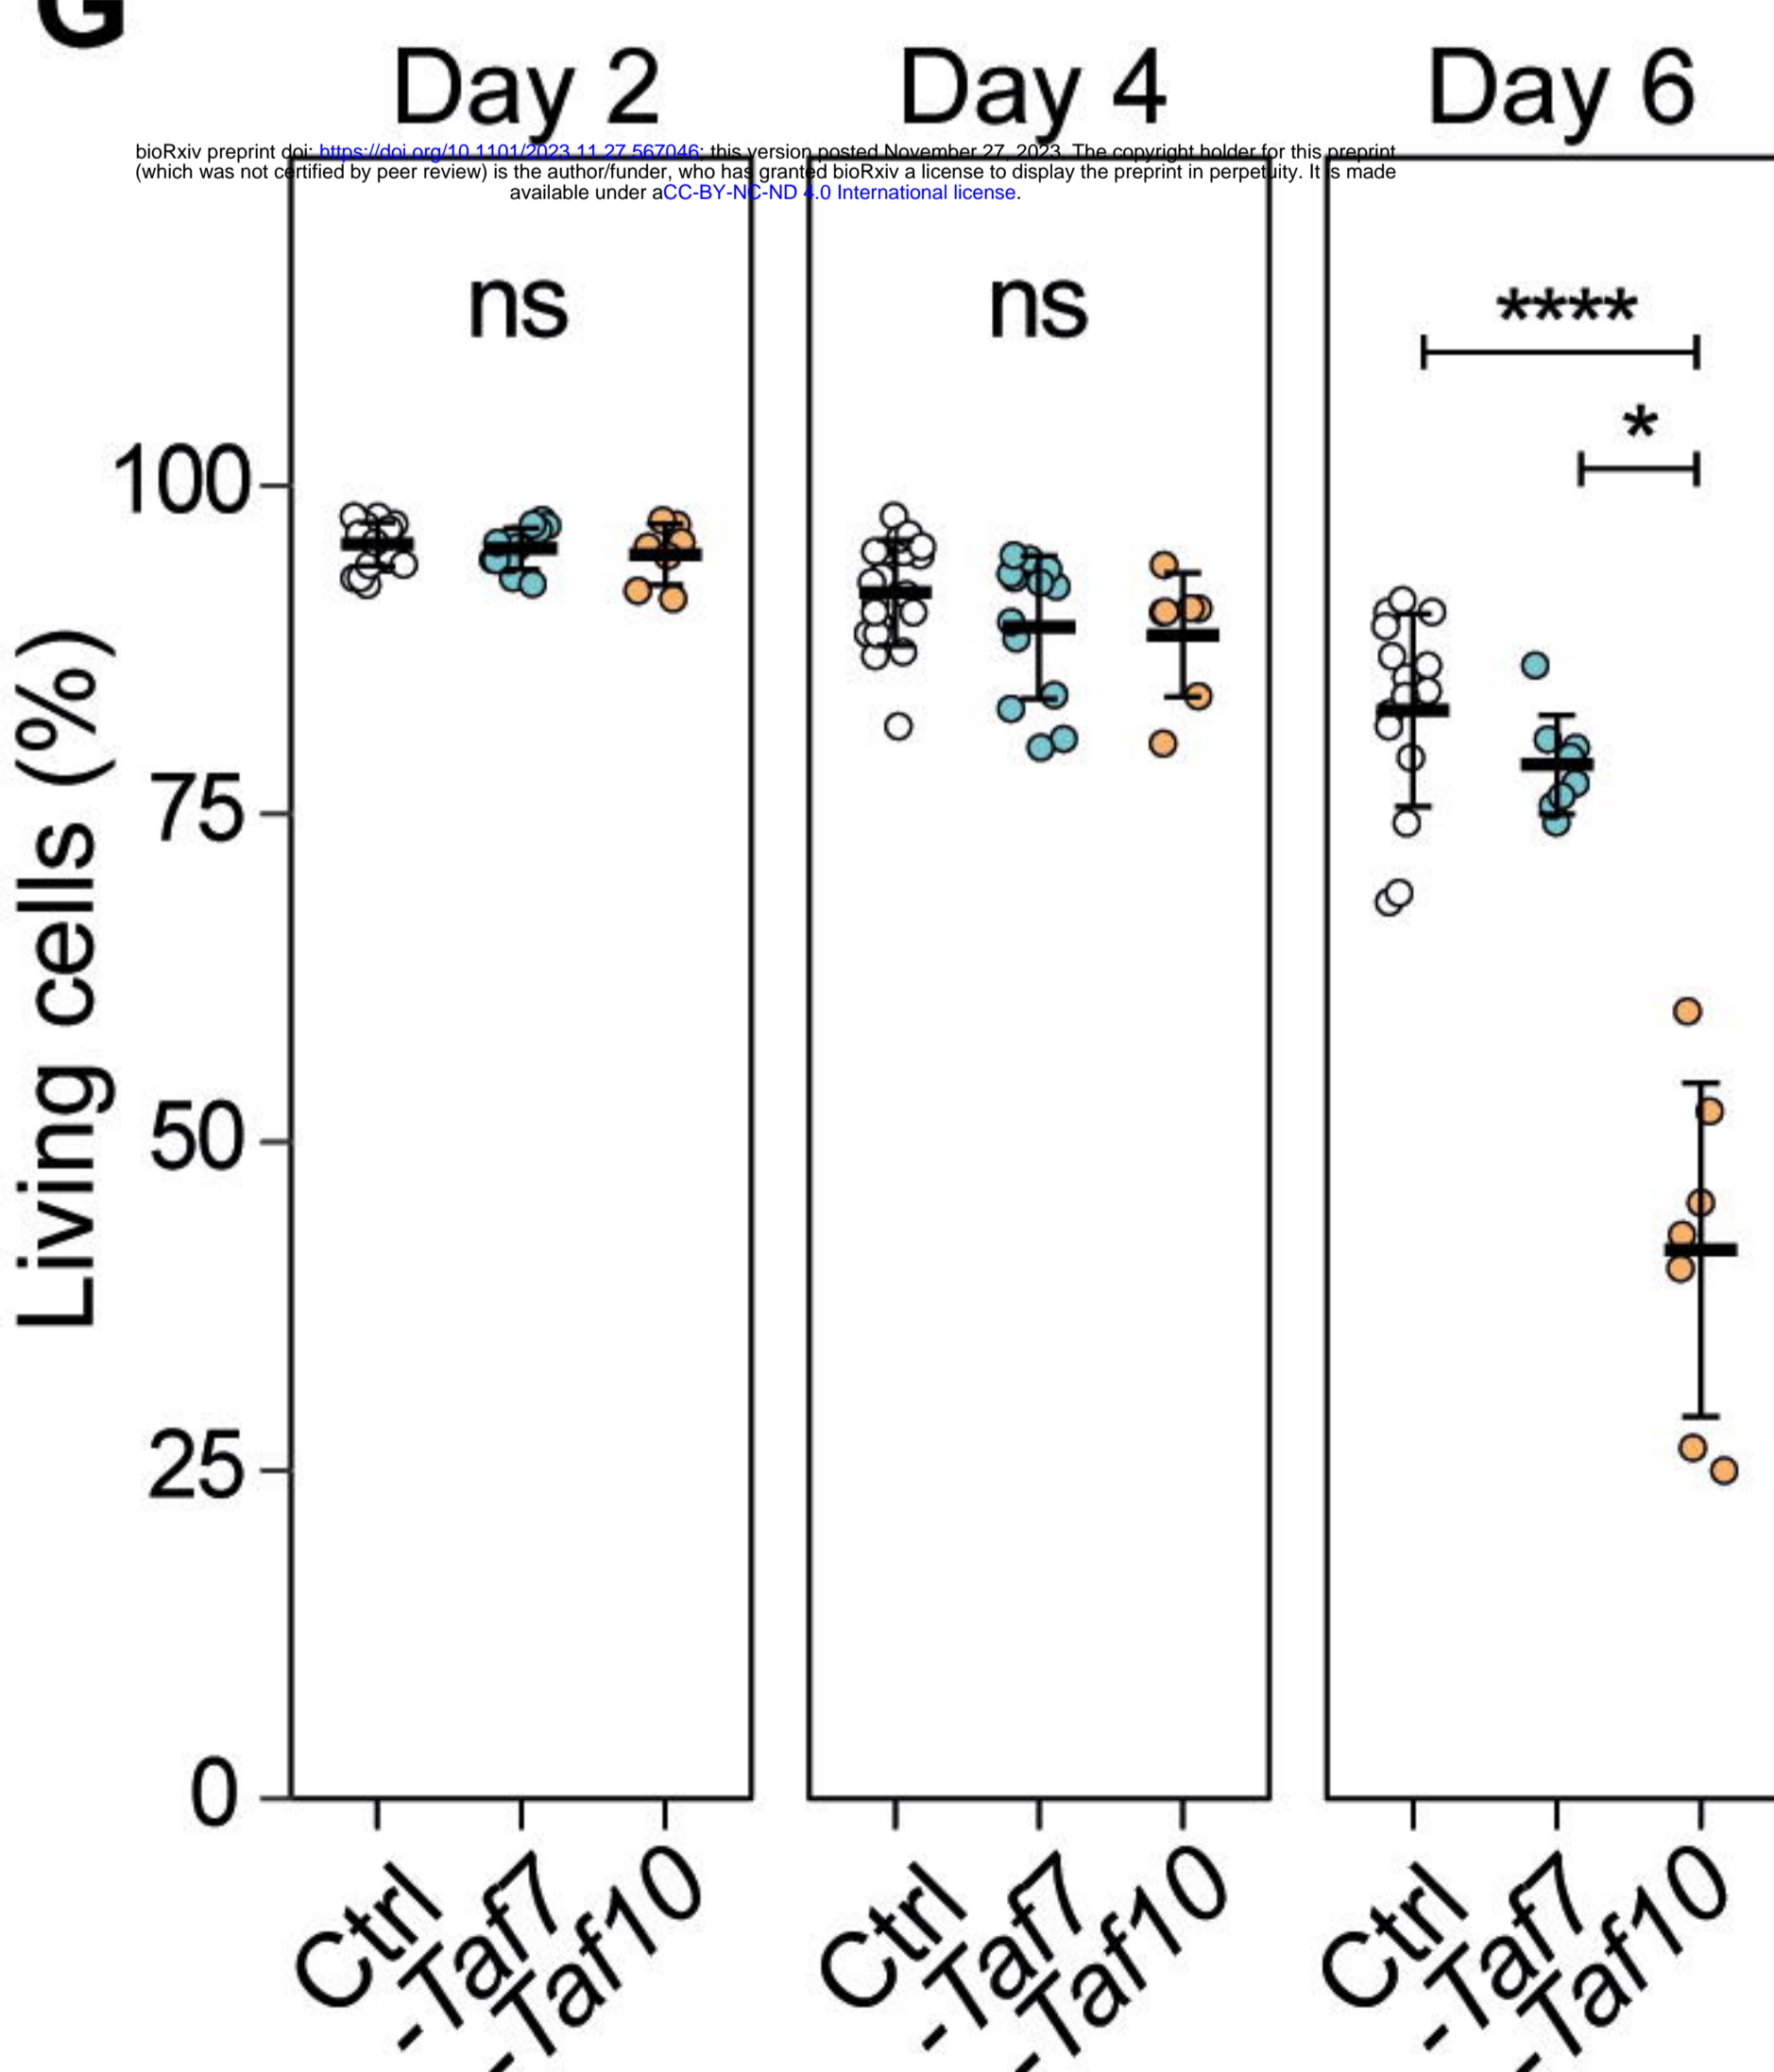 G
Day 2 Day 4 Day 6
bioRxiv preprint doi: https://doi.org/10.1101/2023.11.27.567046; this version posted November 27, 2023. The copyright holder for this preprint
(which was not certified by peer review) is the author/funder, who has granted bioRxiv a license to display the preprint in perpetuity. It is made
available under aCC-BY-NC-ND 4.0 International license.
ns ns ****
*
Living cells (%)
100
75
50
25
0
Ctrl -Taf7 -Taf10 Ctrl -Taf7 -Taf10 Ctrl -Taf7 -Taf10